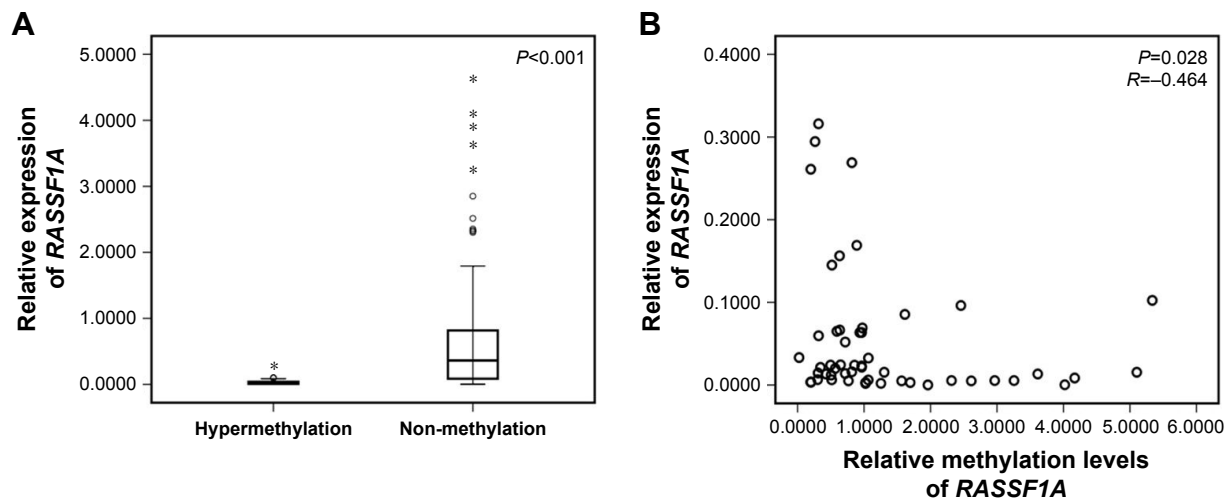 A
Relative expression
of RASSF1A
5.0000
4.0000
3.0000
2.0000
1.0000
0.0000
P<0.001
*
*
*
*
*
*
Hypermethylation
Non-methylation
B
Relative expression
of RASSF1A
0.4000
0.3000
0.2000
0.1000
0.0000
P=0.028
R=–0.464
0.0000 1.0000 2.0000 3.0000 4.0000 5.0000 6.0000
Relative methylation levels
of RASSF1A